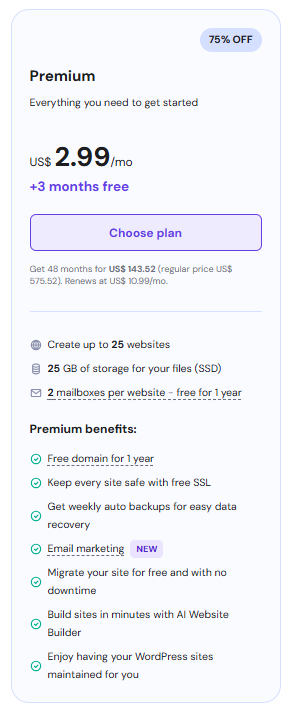 75% OFF
Premium
Everything you need to get started
US$ 2.99/mo
+3 months free
Choose plan
Get 48 months for US$ 143.52 (regular price US$
575.52). Renews at US$ 10.99/mo.
Create up to 25 websites
25 GB of storage for your files (SSD)
2 mailboxes per website - free for 1 year
Premium benefits:
Free domain for 1 year
Keep every site safe with free SSL
Get weekly auto backups for easy data
recovery
Email marketing NEW
Migrate your site for free and with no
downtime
Build sites in minutes with AI Website
Builder
Enjoy having your WordPress sites
maintained for you